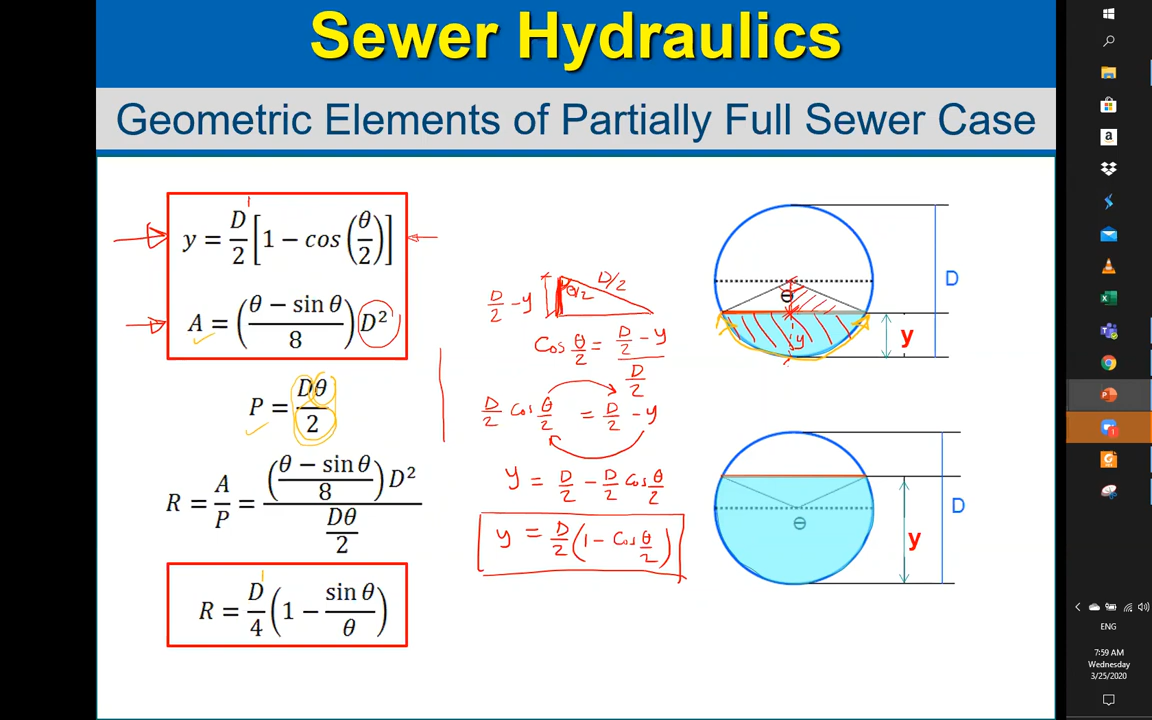 Sewer Hydraulics
Geometric Elements of Partially Full Sewer Case
y = D/2 [1 − cos (θ/2)]
A = ((θ − sin θ)/8) D²
P = Dθ/2
R = A/P = ((θ − sin θ)/8) D² / (Dθ/2)
R = D/4 (1 − sin θ/θ)
D/2 − y
θ/2
D/2
Cos θ/2 = (D/2 − y) / (D/2)
D/2 Cos θ/2 = D/2 − y
y = D/2 − D/2 Cos θ/2
y = D/2 (1 − Cos θ/2)
θ
y
y
D
θ
y
D
a
ENG
7:59 AM
Wednesday
3/25/2020